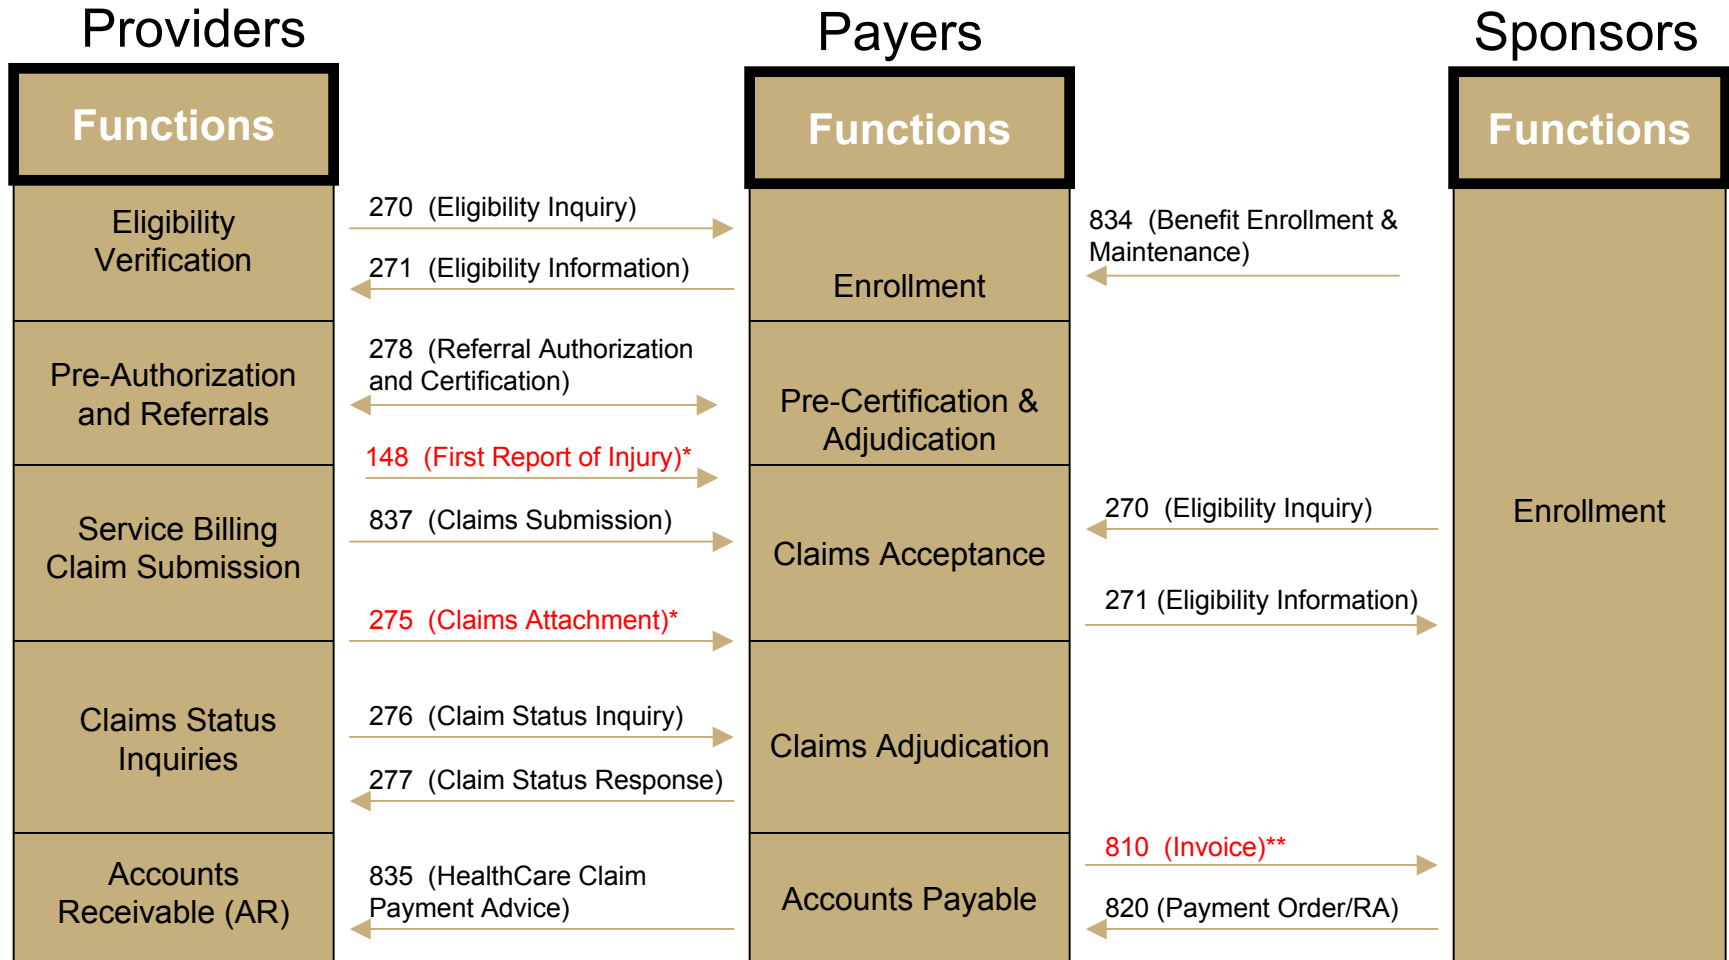 Providers
Payers
Sponsors
Functions
Functions
Functions
Eligibility
Verification
270 (Eligibility Inquiry)
271 (Eligibility Information)
Enrollment
834 (Benefit Enrollment &
Maintenance)
Pre-Authorization
and Referrals
278 (Referral Authorization
and Certification)
Pre-Certification &
Adjudication
148 (First Report of Injury)*
Service Billing
Claim Submission
837 (Claims Submission)
275 (Claims Attachment)*
Claims Acceptance
270 (Eligibility Inquiry)
271 (Eligibility Information)
Enrollment
Claims Status
Inquiries
276 (Claim Status Inquiry)
277 (Claim Status Response)
Claims Adjudication
Accounts
Receivable (AR)
835 (HealthCare Claim
Payment Advice)
Accounts Payable
810 (Invoice)**
820 (Payment Order/RA)